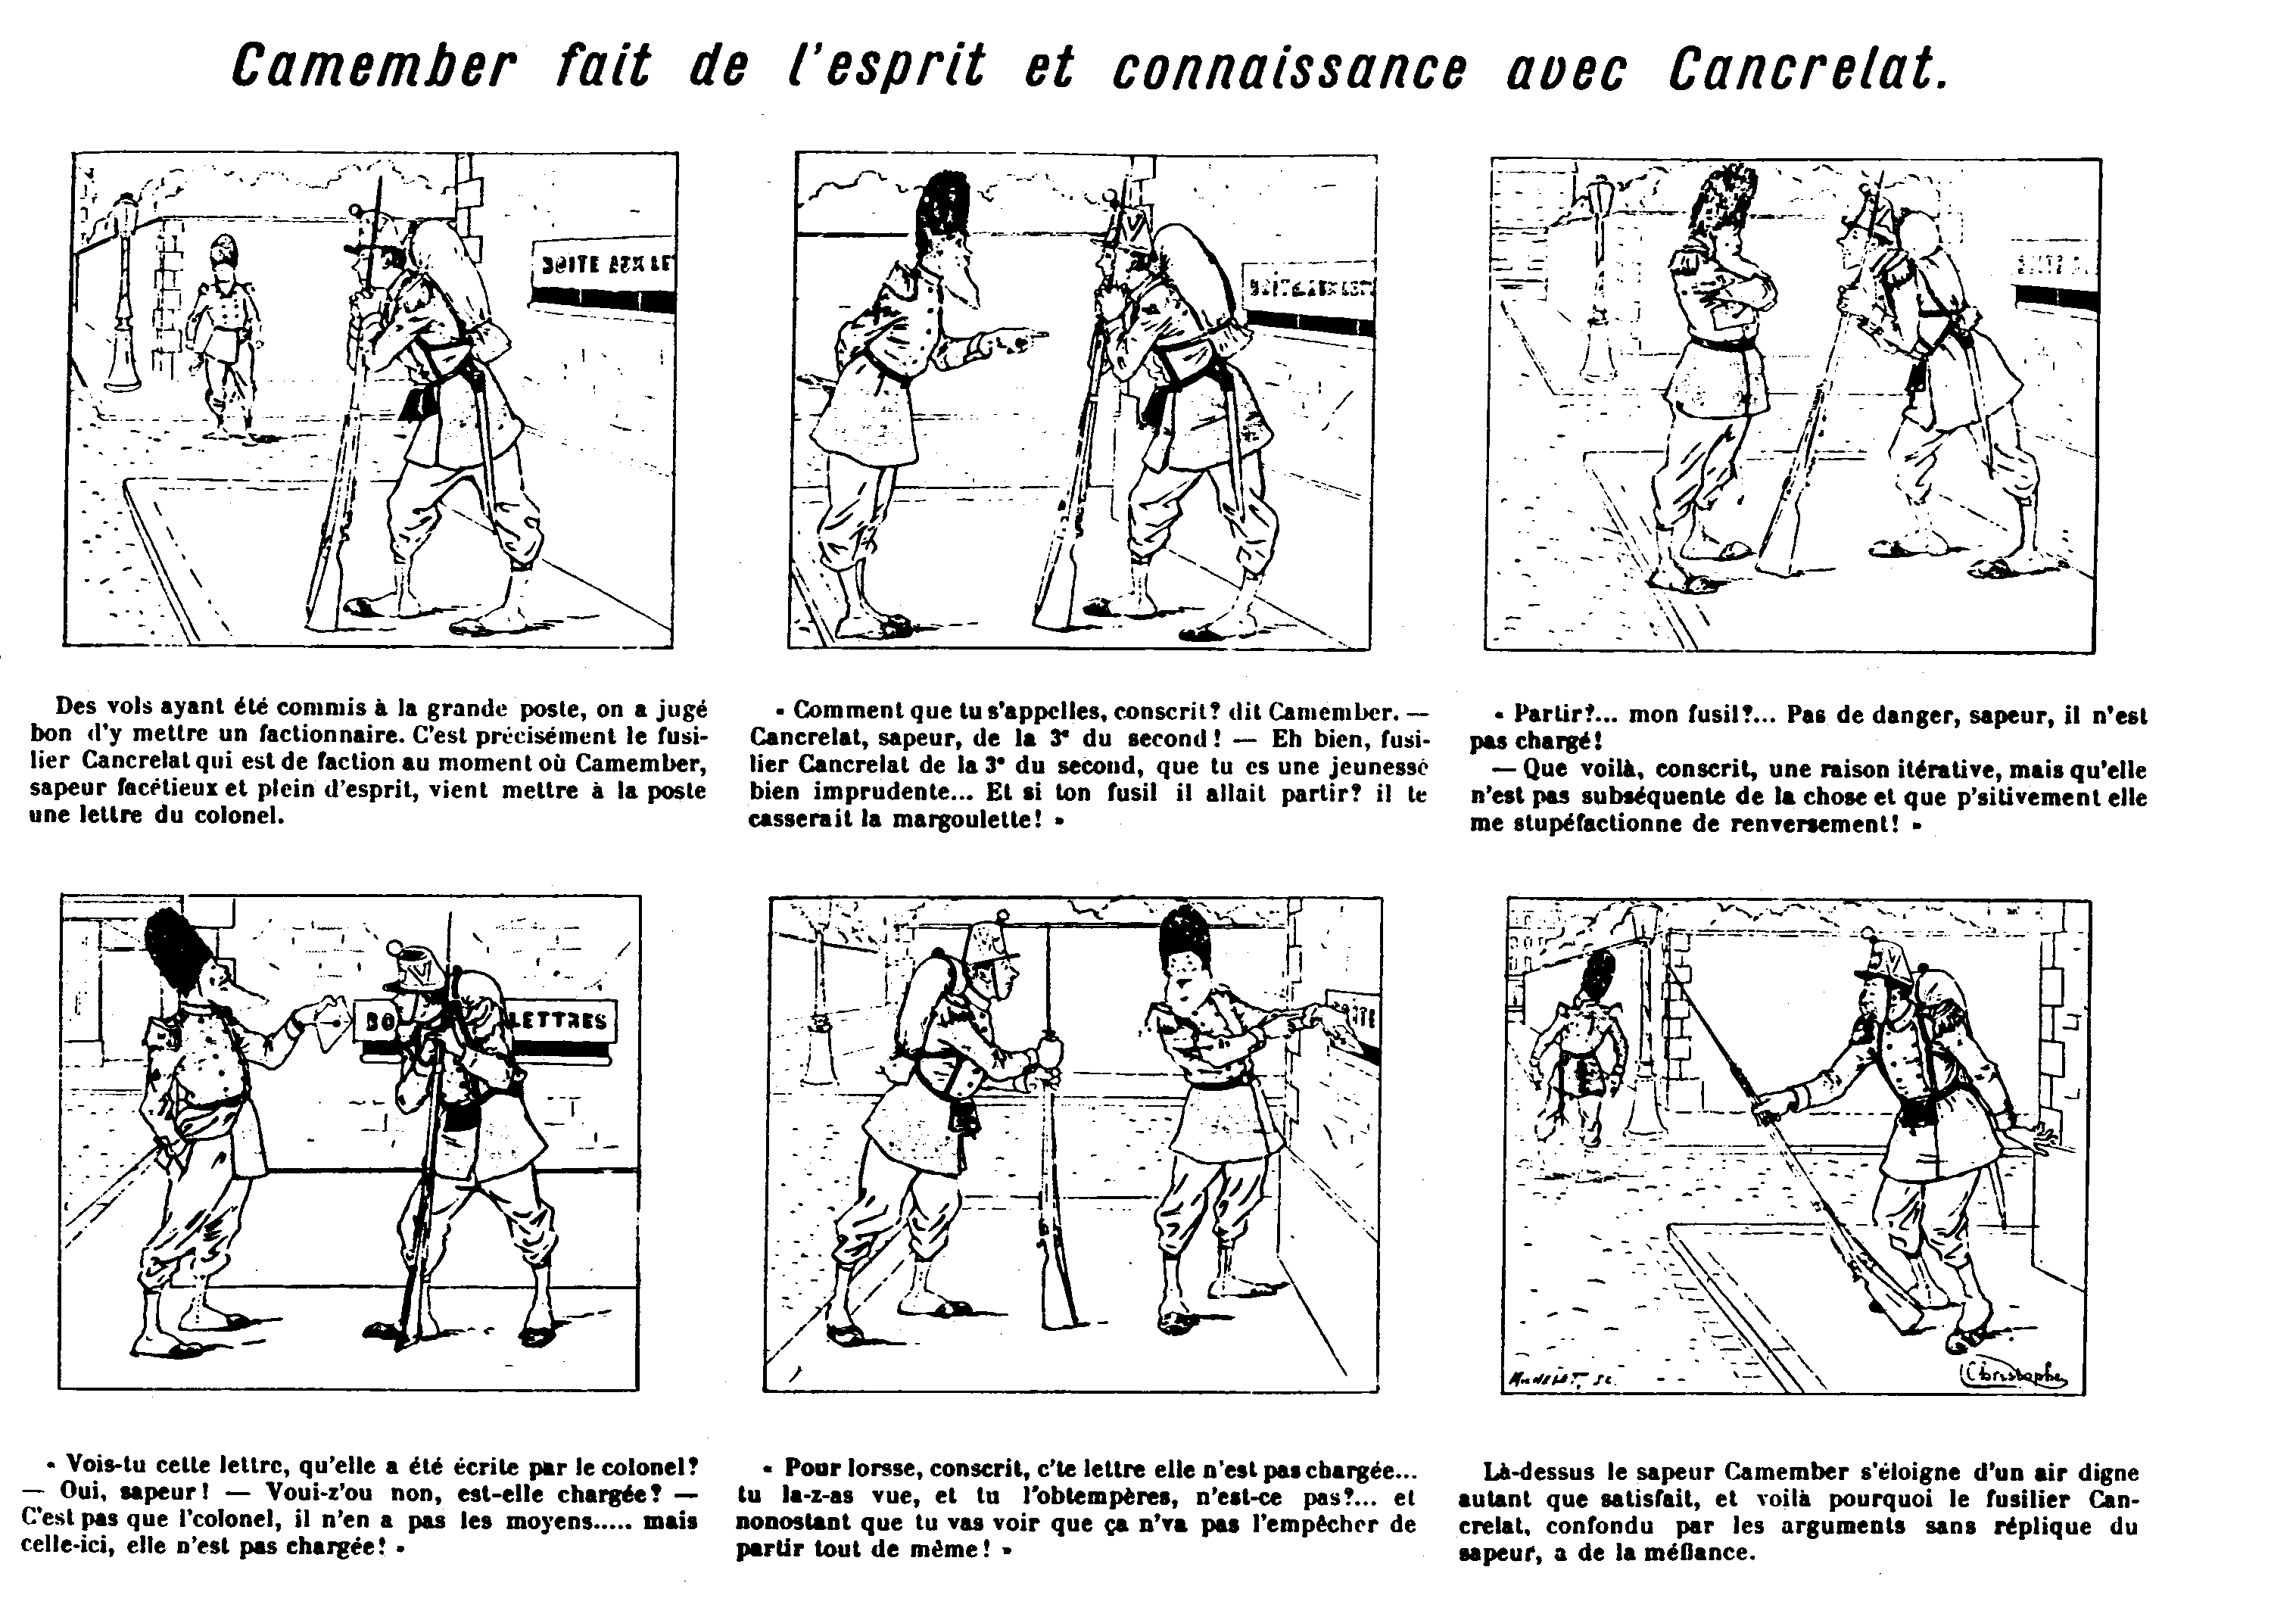 Camember fait de l'esprit et connaissance avec Cancrelat.
BOITE AUX LE
Des vols ayant été commis à la grande poste, on a jugé
bon d'y mettre un factionnaire. C'est précisément le fusi-
lier Cancrelat qui est de faction au moment où Camember,
sapeur facétieux et plein d'esprit, vient mettre à la poste
une lettre du colonel.
BOITE AUX LETT
« Comment que tu s'appelles, conscrit? dit Camember. —
Cancrelat, sapeur, de la 3e du second! — Eh bien, fusi-
lier Cancrelat de la 3e du second, que tu es une jeunesse
bien imprudente... Et si ton fusil il allait partir? il te
casserait la margoulette! »
« Partir?... mon fusil?... Pas de danger, sapeur, il n'est
pas chargé!
— Que voilà, conscrit, une raison itérative, mais qu'elle
n'est pas subséquente de la chose et que p'sitivement elle
me stupéfactionne de renversement! »
BO LETTRES
« Vois-tu cette lettre, qu'elle a été écrite par le colonel?
— Oui, sapeur! — Voui-z'ou non, est-elle chargée? —
C'est pas que l'colonel, il n'en a pas les moyens..... mais
celle-ici, elle n'est pas chargée! »
ITE
« Pour lorsse, conscrit, c'te lettre elle n'est pas chargée...
tu la-z-as vue, et tu l'obtempères, n'est-ce pas?... et
nonostant que tu vas voir que ça n'va pas l'empêcher de
partir tout de même! »
Christophe
Là-dessus le sapeur Camember s'éloigne d'un air digne
autant que satisfait, et voilà pourquoi le fusilier Can-
crelat, confondu par les arguments sans réplique du
sapeur, a de la méfiance.